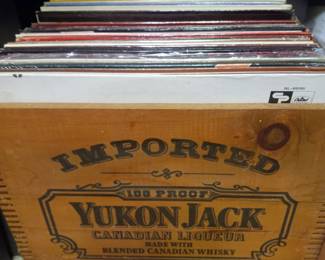 IMPORTED
100 PROOF
YUKON JACK
CANADIAN LIQUEUR
MADE WITH
BLENDED CANADIAN WHISKY